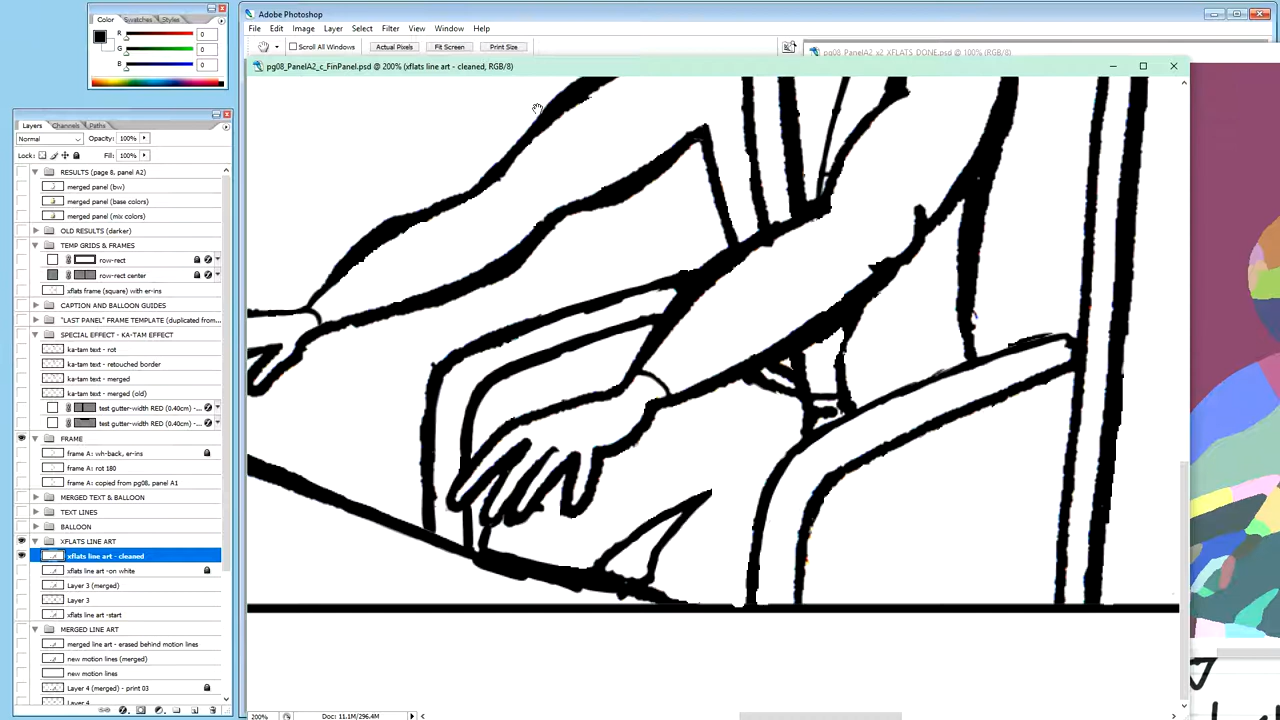 Color Swatches Styles
R 0
G 0
B 0
Adobe Photoshop
File Edit Image Layer Select Filter View Window Help
Scroll All Windows Actual Pixels Fit Screen Print Size
pg08_PanelA2_x2_XFLATS_DONE.psd @ 100% (RGB/8)
pg08_PanelA2_c_FinPanel.psd @ 200% (xflats line art - cleaned, RGB/8)
Layers Channels Paths
Normal Opacity: 100%
Lock: Fill: 100%
RESULTS (page 8, panel A2)
merged panel (bw)
merged panel (base colors)
merged panel (mix colors)
OLD RESULTS (darker)
TEMP GRIDS & FRAMES
row-rect
row-rect center
xflats frame (square) with er-ins
CAPTION AND BALLOON GUIDES
"LAST PANEL" FRAME TEMPLATE (duplicated from...
SPECIAL EFFECT - KA-TAM EFFECT
ka-tam text - rot
ka-tam text - retouched border
ka-tam text - merged
ka-tam text - merged (old)
test gutter-width RED (0.40cm) -...
test gutter-width RED (0.40cm) -...
FRAME
frame A: wh-back, er-ins
frame A: rot 180
frame A: copied from pg08, panel A1
MERGED TEXT & BALLOON
TEXT LINES
BALLOON
XFLATS LINE ART
xflats line art - cleaned
xflats line art -on white
Layer 3 (merged)
Layer 3
xflats line art -start
MERGED LINE ART
merged line art - erased behind motion lines
new motion lines (merged)
new motion lines
Layer 4 (merged) - print 03
Layer 4
200% Doc: 11.1M/296.4M